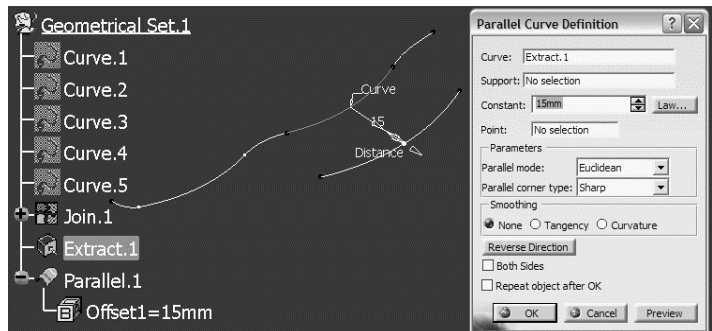 Geometrical Set.1
Curve.1
Curve.2
Curve.3
Curve.4
Curve.5
Join.1
Extract.1
Parallel.1
Offset1=15mm
Curve
15
Distance
Parallel Curve Definition
Curve: Extract.1
Support: No selection
Constant: 15mm Law...
Point: No selection
Parameters
Parallel mode: Euclidean
Parallel corner type: Sharp
Smoothing
None Tangency Curvature
Reverse Direction
Both Sides
Repeat object after OK
OK Cancel Preview